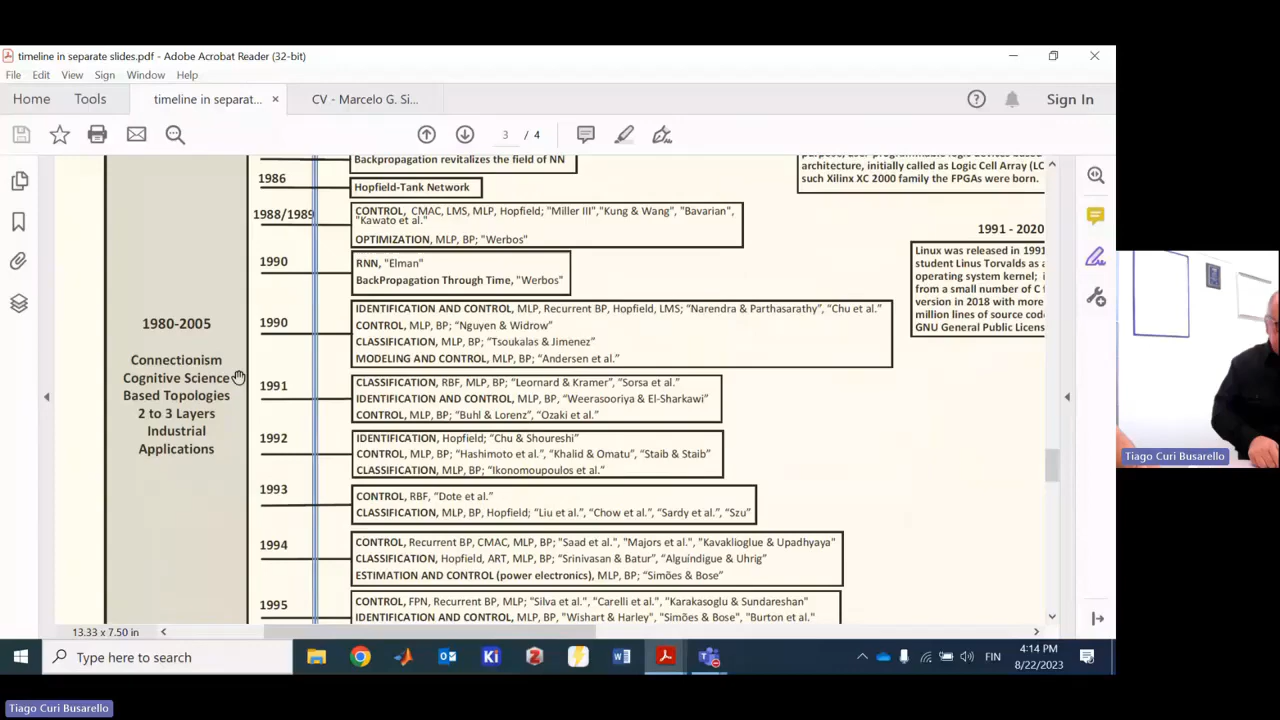 timeline in separate slides.pdf - Adobe Acrobat Reader (32-bit)
File Edit View Sign Window Help
Home Tools timeline in separat... × CV - Marcelo G. Si... Sign In
3 / 4
Backpropagation revitalizes the field of NN
1986
Hopfield-Tank Network
1988/1989
CONTROL, CMAC, LMS, MLP, Hopfield; "Miller III","Kung & Wang", "Bavarian",
"Kawato et al."
OPTIMIZATION, MLP, BP; "Werbos"
1990
RNN, "Elman"
BackPropagation Through Time, "Werbos"
1990
IDENTIFICATION AND CONTROL, MLP, Recurrent BP, Hopfield, LMS; “Narendra & Parthasarathy”, “Chu et al.”
CONTROL, MLP, BP; “Nguyen & Widrow”
CLASSIFICATION, MLP, BP; “Tsoukalas & Jimenez”
MODELING AND CONTROL, MLP, BP; “Andersen et al.”
1991
CLASSIFICATION, RBF, MLP, BP; “Leonard & Kramer”, “Sorsa et al.”
IDENTIFICATION AND CONTROL, MLP, BP, “Weerasooriya & El-Sharkawi”
CONTROL, MLP, BP; “Buhl & Lorenz”, “Ozaki et al.”
1992
IDENTIFICATION, Hopfield; “Chu & Shoureshi”
CONTROL, MLP, BP; “Hashimoto et al.”, “Khalid & Omatu”, “Staib & Staib”
CLASSIFICATION, MLP, BP; “Ikonomoupoulos et al.”
1993
CONTROL, RBF, “Dote et al.”
CLASSIFICATION, MLP, BP, Hopfield; “Liu et al.”, “Chow et al.”, “Sardy et al.”, “Szu”
1994
CONTROL, Recurrent BP, CMAC, MLP, BP; “Saad et al.”, “Majors et al.”, “Kavaklioglue & Upadhyaya”
CLASSIFICATION, Hopfield, ART, MLP, BP; “Srinivasan & Batur”, “Alguíndigue & Uhrig”
ESTIMATION AND CONTROL (power electronics), MLP, BP; “Simões & Bose”
1995
CONTROL, FPN, Recurrent BP, MLP; "Silva et al.", "Carelli et al.", "Karakasoglu & Sundareshan"
IDENTIFICATION AND CONTROL, MLP, BP, "Wishart & Harley", "Simões & Bose", "Burton et al."
1980-2005
Connectionism
Cognitive Science
Based Topologies
2 to 3 Layers
Industrial
Applications
architecture, initially called as Logic Cell Array (LC
such Xilinx XC 2000 family the FPGAs were born.
1991 - 2020
Linux was released in 1991
student Linus Torvalds as a
operating system kernel; i
from a small number of C f
version in 2018 with more
million lines of source code
GNU General Public Licens
13.33 x 7.50 in
Type here to search
Ki
FIN
4:14 PM
8/22/2023
Tiago Curi Busarello
Tiago Curi Busarello